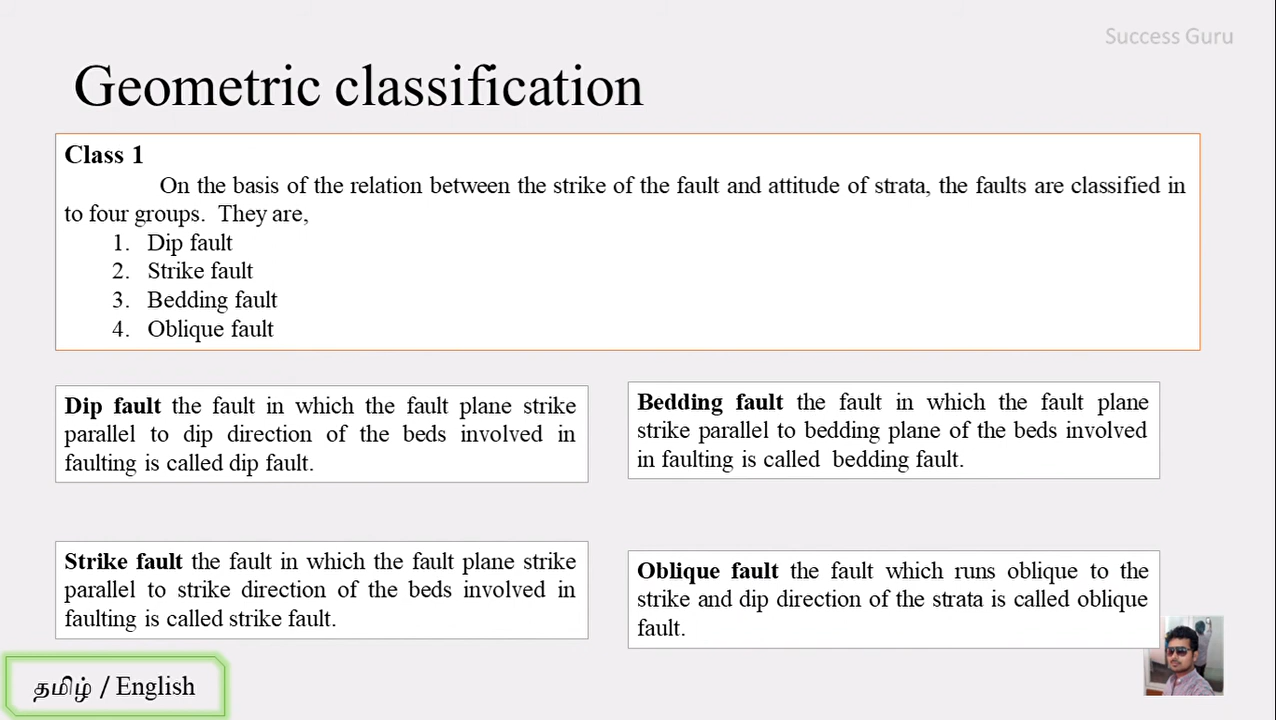 Success Guru
Geometric classification
Class 1
On the basis of the relation between the strike of the fault and attitude of strata, the faults are classified in
to four groups. They are,
1. Dip fault
2. Strike fault
3. Bedding fault
4. Oblique fault
Dip fault the fault in which the fault plane strike
parallel to dip direction of the beds involved in
faulting is called dip fault.
Bedding fault the fault in which the fault plane
strike parallel to bedding plane of the beds involved
in faulting is called bedding fault.
Strike fault the fault in which the fault plane strike
parallel to strike direction of the beds involved in
faulting is called strike fault.
Oblique fault the fault which runs oblique to the
strike and dip direction of the strata is called oblique
fault.
தமிழ் / English